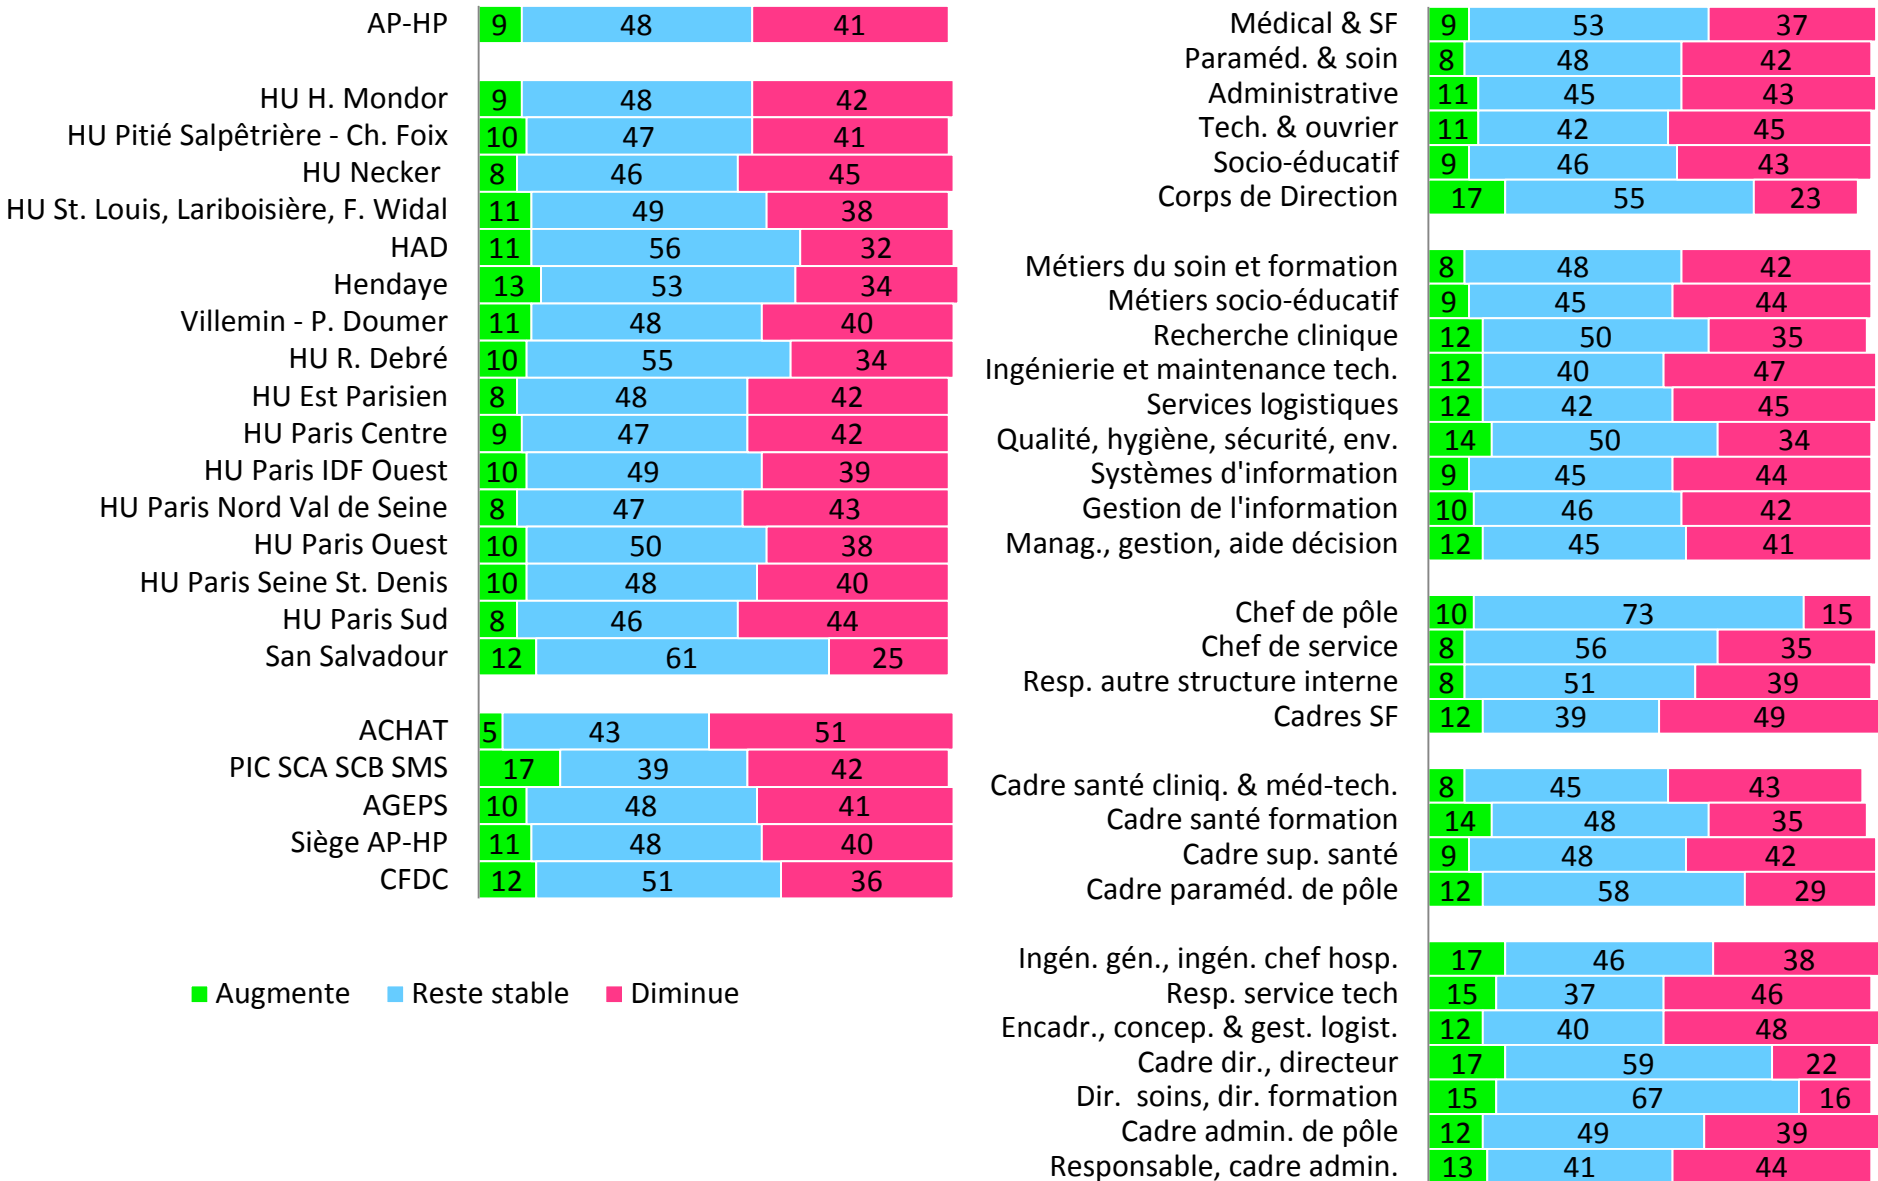 AP-HP 9 48 41
HU H. Mondor 9 48 42
HU Pitié Salpêtrière - Ch. Foix 10 47 41
HU Necker 8 46 45
HU St. Louis, Lariboisière, F. Widal 11 49 38
HAD 11 56 32
Hendaye 13 53 34
Villemin - P. Doumer 11 48 40
HU R. Debré 10 55 34
HU Est Parisien 8 48 42
HU Paris Centre 9 47 42
HU Paris IDF Ouest 10 49 39
HU Paris Nord Val de Seine 8 47 43
HU Paris Ouest 10 50 38
HU Paris Seine St. Denis 10 48 40
HU Paris Sud 8 46 44
San Salvadour 12 61 25
ACHAT 5 43 51
PIC SCA SCB SMS 17 39 42
AGEPS 10 48 41
Siège AP-HP 11 48 40
CFDC 12 51 36
Augmente Reste stable Diminue
Médical & SF 9 53 37
Paraméd. & soin 8 48 42
Administrative 11 45 43
Tech. & ouvrier 11 42 45
Socio-éducatif 9 46 43
Corps de Direction 17 55 23
Métiers du soin et formation 8 48 42
Métiers socio-éducatif 9 45 44
Recherche clinique 12 50 35
Ingénierie et maintenance tech. 12 40 47
Services logistiques 12 42 45
Qualité, hygiène, sécurité, env. 14 50 34
Systèmes d'information 9 45 44
Gestion de l'information 10 46 42
Manag., gestion, aide décision 12 45 41
Chef de pôle 10 73 15
Chef de service 8 56 35
Resp. autre structure interne 8 51 39
Cadres SF 12 39 49
Cadre santé cliniq. & méd-tech. 8 45 43
Cadre santé formation 14 48 35
Cadre sup. santé 9 48 42
Cadre paraméd. de pôle 12 58 29
Ingén. gén., ingén. chef hosp. 17 46 38
Resp. service tech 15 37 46
Encadr., concep. & gest. logist. 12 40 48
Cadre dir., directeur 17 59 22
Dir. soins, dir. formation 15 67 16
Cadre admin. de pôle 12 49 39
Responsable, cadre admin. 13 41 44